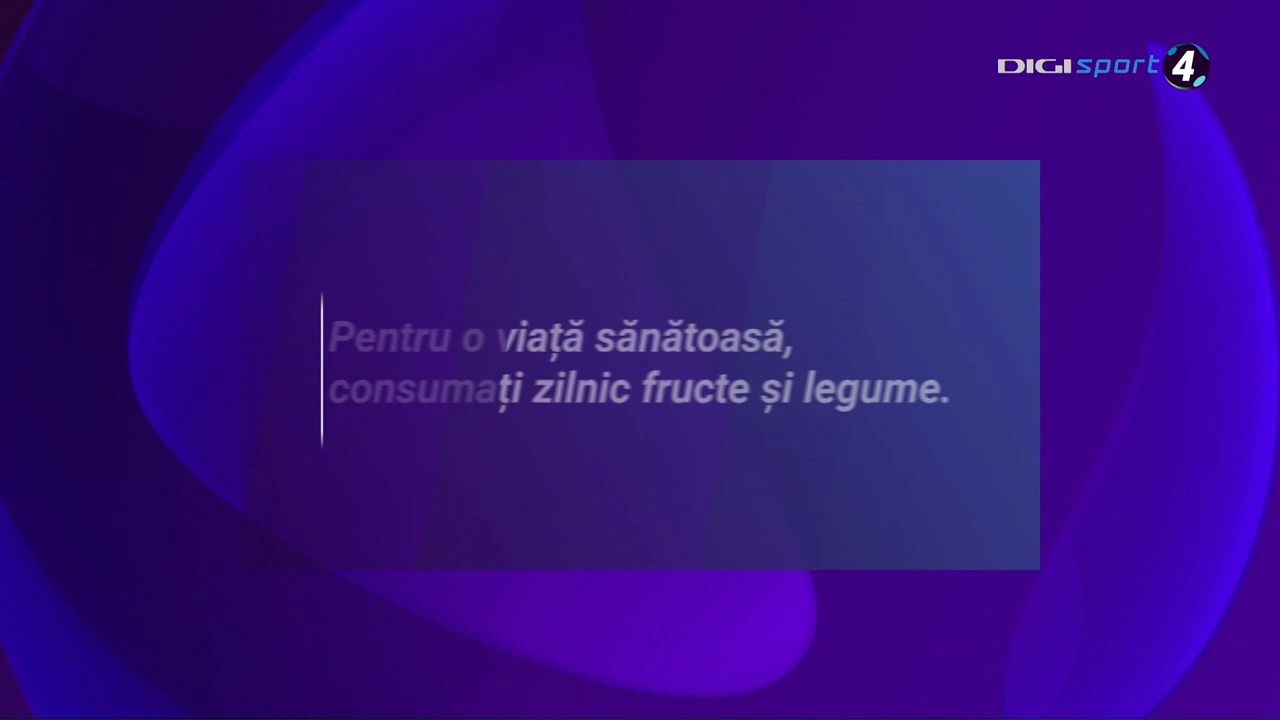 DIGI sport 4
Pentru o viață sănătoasă,
consumați zilnic fructe și legume.